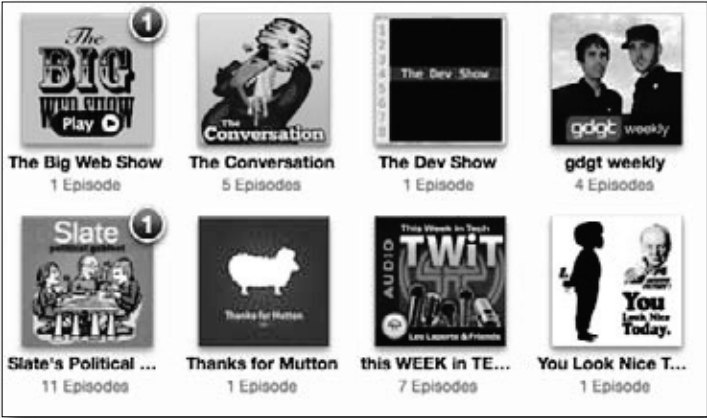 1
The
BIG
WEB SHOW
Play
The
Conversation
1
2
3
4 The Dev Show
5
6
7
8
gdgt weekly
The Big Web Show
The Conversation
The Dev Show
gdgt weekly
1 Episode
5 Episodes
1 Episode
4 Episodes
Slate
political gabfest
1
Thanks for Mutton
This Week in Tech
TWiT
AUDIO
Leo Laporte & Friends
You
Look Nice
Today.
Slate's Political ...
Thanks for Mutton
this WEEK in TE...
You Look Nice T...
11 Episodes
1 Episode
7 Episodes
1 Episode